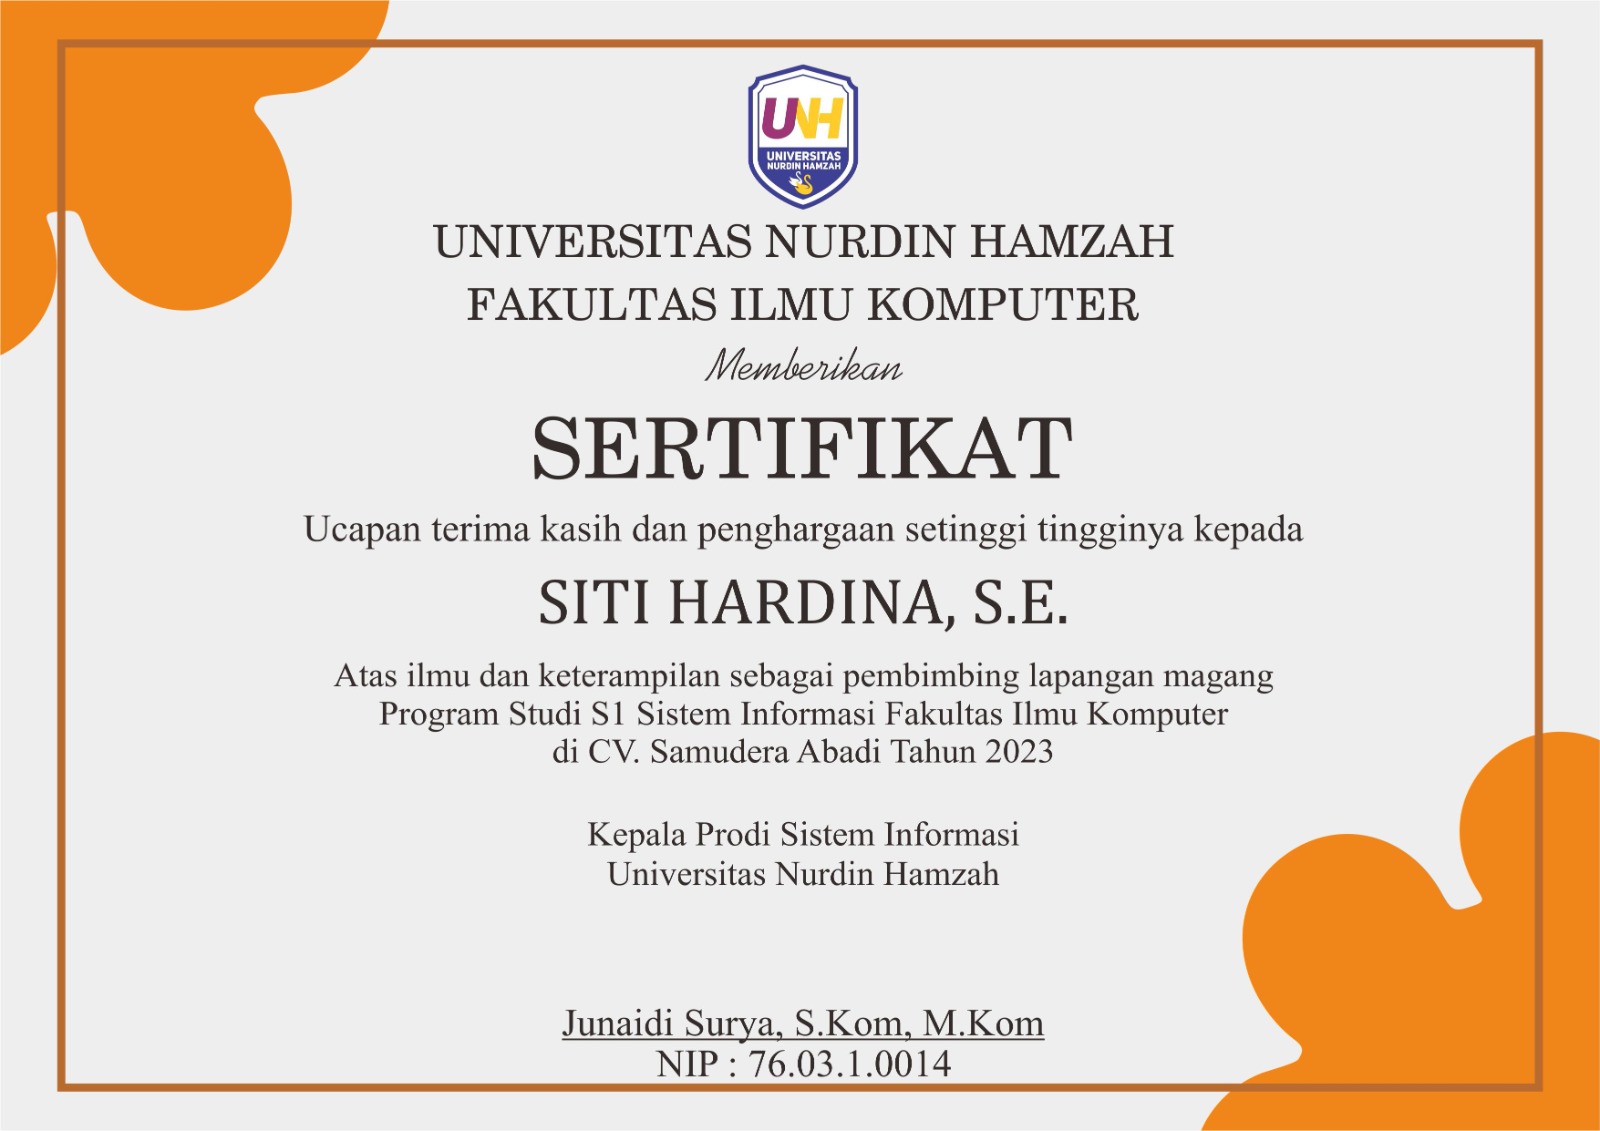 UNH
UNIVERSITAS
NURDIN HAMZAH
UNIVERSITAS NURDIN HAMZAH
FAKULTAS ILMU KOMPUTER
Memberikan
SERTIFIKAT
Ucapan terima kasih dan penghargaan setinggi tingginya kepada
SITI HARDINA, S.E.
Atas ilmu dan keterampilan sebagai pembimbing lapangan magang
Program Studi S1 Sistem Informasi Fakultas Ilmu Komputer
di CV. Samudera Abadi Tahun 2023
Kepala Prodi Sistem Informasi
Universitas Nurdin Hamzah
Junaidi Surya, S.Kom, M.Kom
NIP : 76.03.1.0014